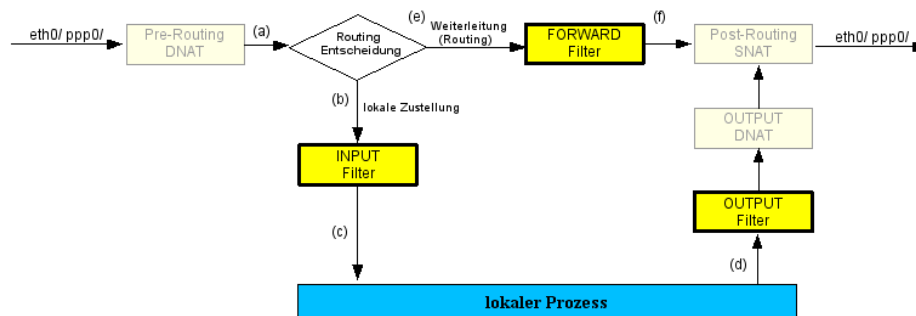 eth0/ ppp0/
Pre-Routing
DNAT
(a)
Routing
Entscheidung
(e)
Weiterleitung
(Routing)
FORWARD
Filter
(f)
Post-Routing
SNAT
eth0/ ppp0/
(b)
lokale Zustellung
INPUT
Filter
(c)
OUTPUT
DNAT
OUTPUT
Filter
(d)
lokaler Prozess